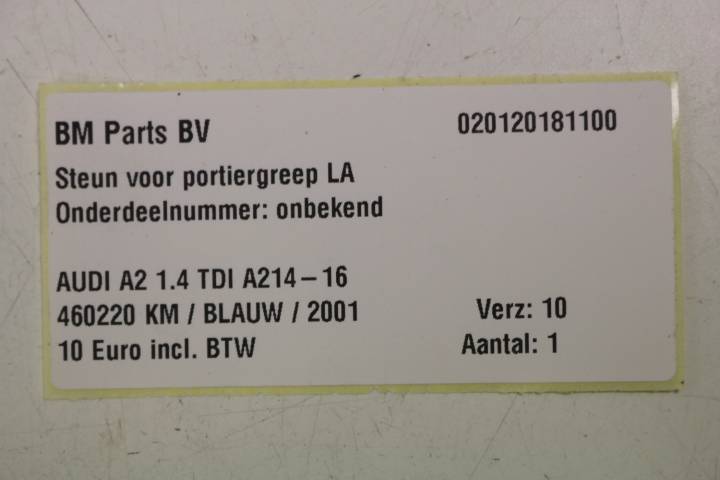 BM Parts BV 020120181100
Steun voor portiergreep LA
Onderdeelnummer: onbekend
AUDI A2 1.4 TDI A214-16
460220 KM / BLAUW / 2001 Verz: 10
10 Euro incl. BTW Aantal: 1